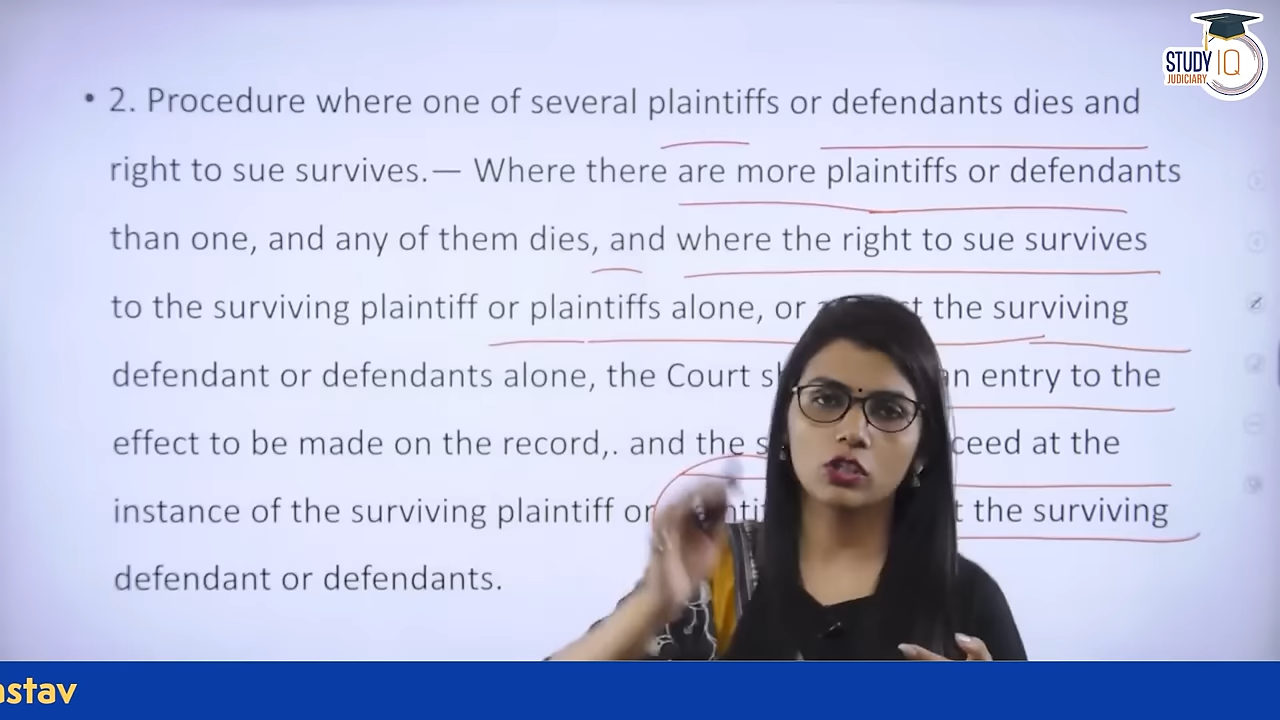 STUDY IQ
JUDICIARY
• 2. Procedure where one of several plaintiffs or defendants dies and
right to sue survives.— Where there are more plaintiffs or defendants
than one, and any of them dies, and where the right to sue survives
to the surviving plaintiff or plaintiffs alone, or the surviving
defendant or defendants alone, the Court an entry to the
effect to be made on the record,. and the at the
instance of the surviving plaintiff or the surviving
defendant or defendants.
astav